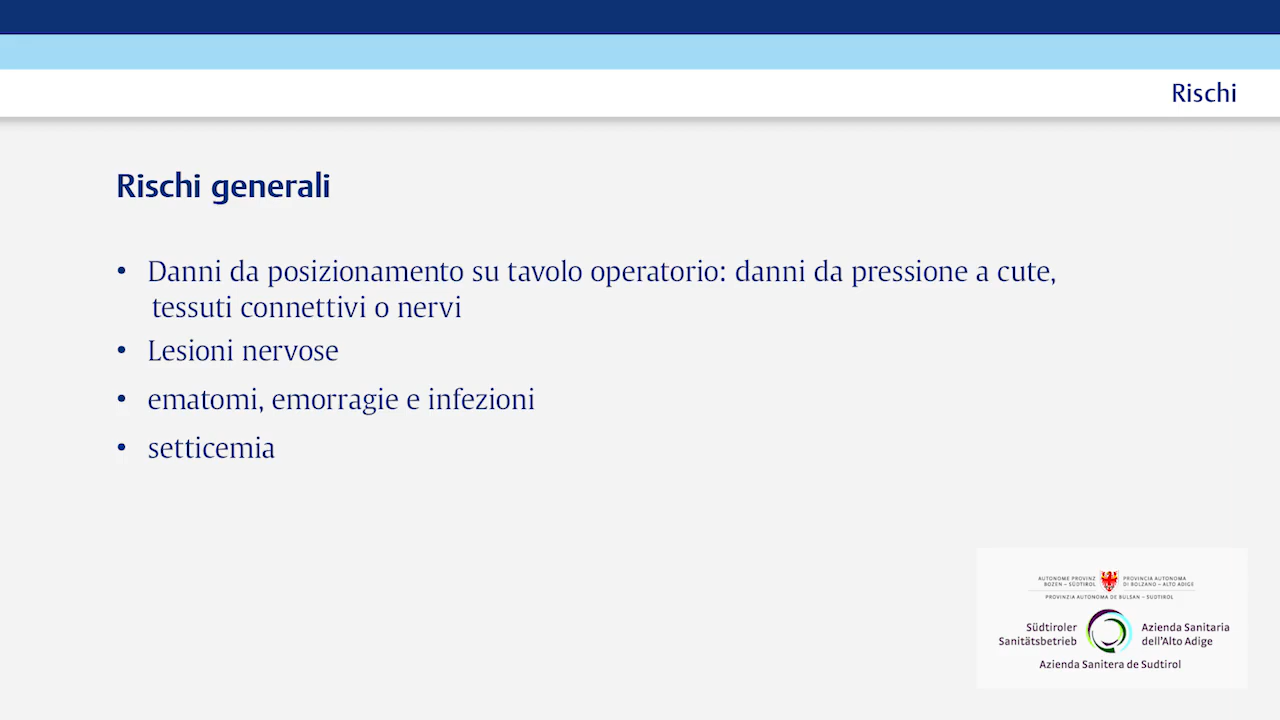 Rischi
Rischi generali
• Danni da posizionamento su tavolo operatorio: danni da pressione a cute,
tessuti connettivi o nervi
• Lesioni nervose
• ematomi, emorragie e infezioni
• setticemia
AUTONOME PROVINZ
BOZEN – SÜDTIROL
PROVINCIA AUTONOMA
DI BOLZANO – ALTO ADIGE
PROVINZIA AUTONOMA DE BULSAN – SUDTIROL
Südtiroler
Sanitätsbetrieb
Azienda Sanitaria
dell'Alto Adige
Azienda Sanitera de Sudtirol